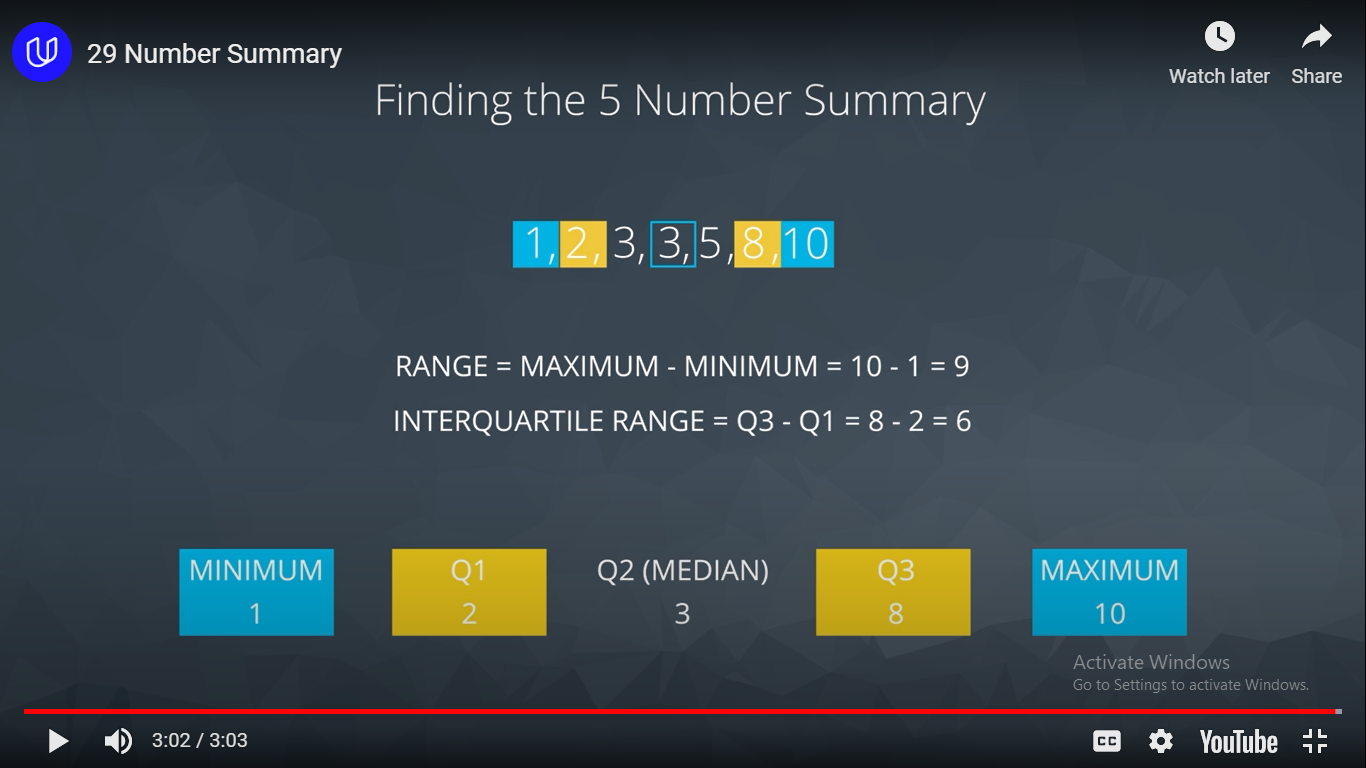 29 Number Summary
Watch later
Share
Finding the 5 Number Summary
1, 2, 3, 3, 5, 8, 10
RANGE = MAXIMUM - MINIMUM = 10 - 1 = 9
INTERQUARTILE RANGE = Q3 - Q1 = 8 - 2 = 6
MINIMUM
1
Q1
2
Q2 (MEDIAN)
3
Q3
8
MAXIMUM
10
Activate Windows
Go to Settings to activate Windows.
3:02 / 3:03
CC
YouTube